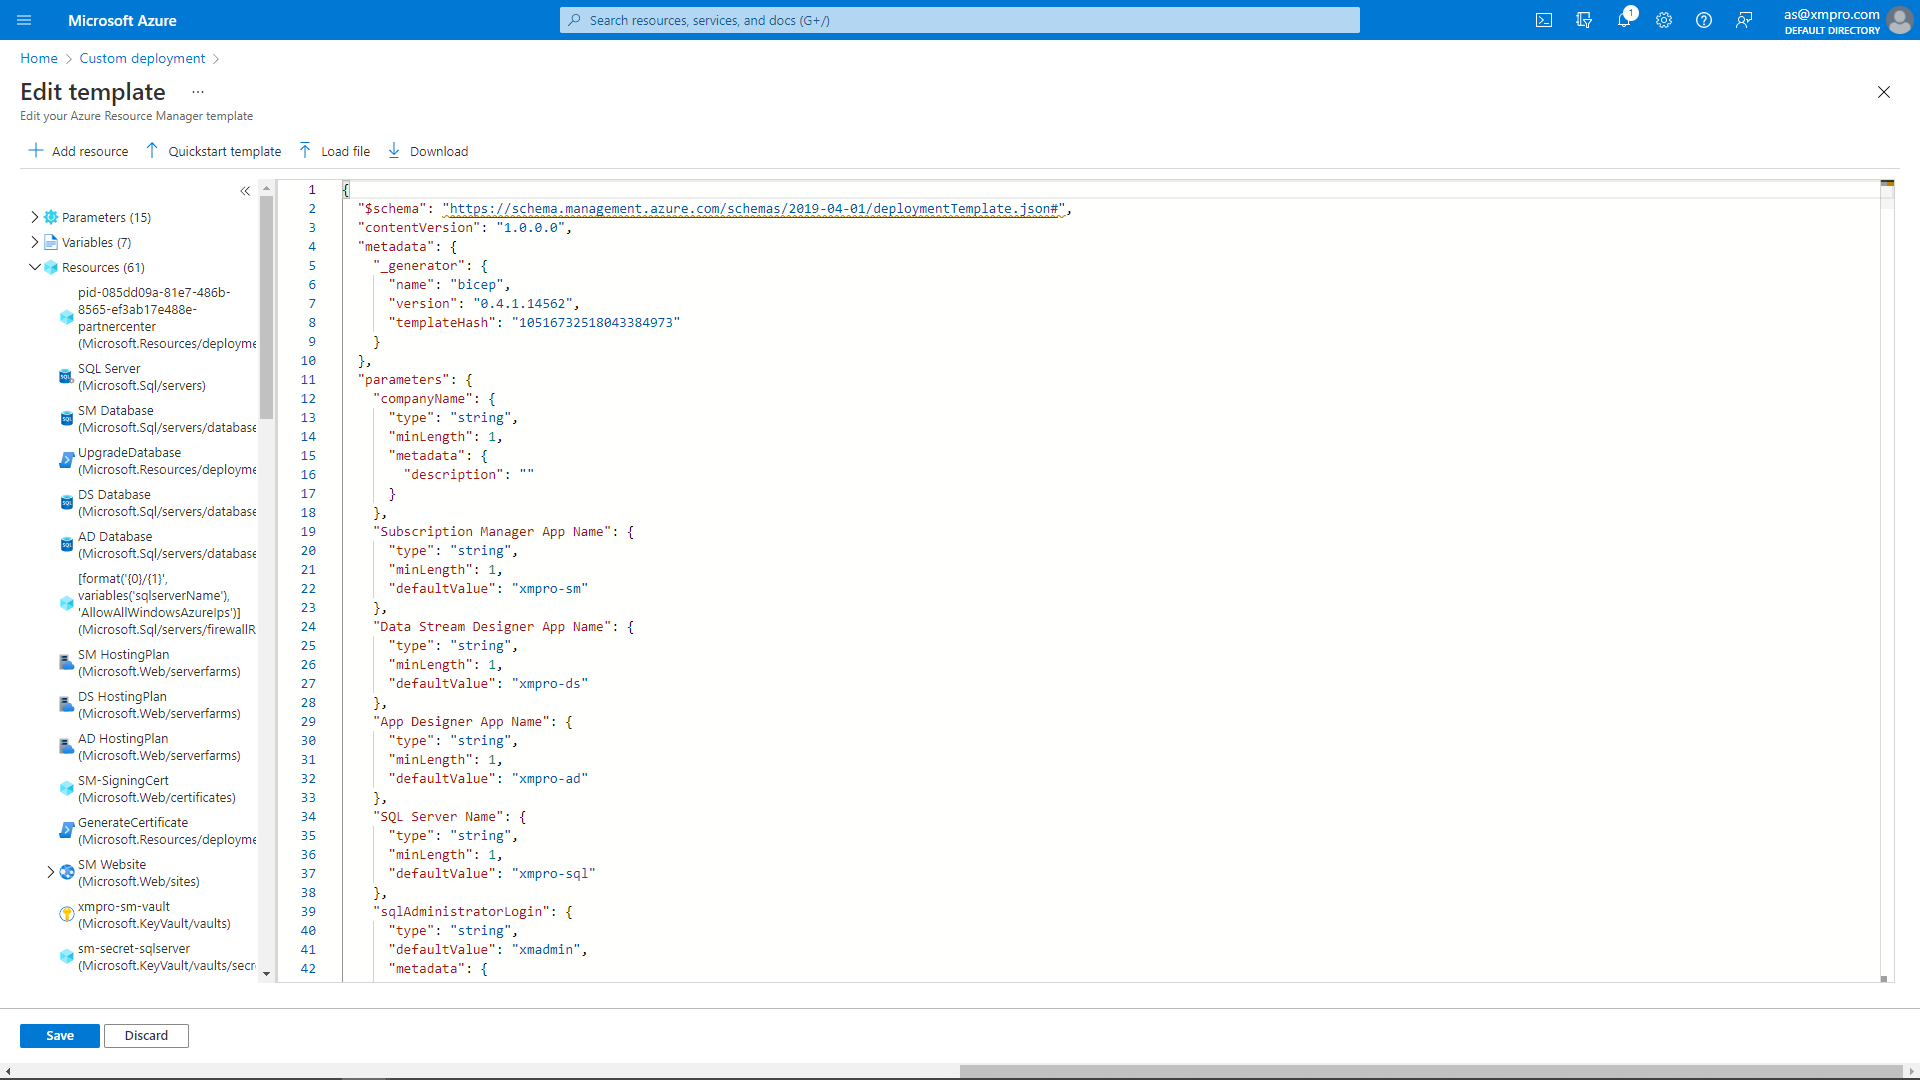 Microsoft Azure
Search resources, services, and docs (G+/)
1
as@xmpro.com
DEFAULT DIRECTORY
Home > Custom deployment >
Edit template ...
Edit your Azure Resource Manager template
Add resource
Quickstart template
Load file
Download
Parameters (15)
Variables (7)
Resources (61)
pid-085dd09a-81e7-486b-
8565-ef3ab17e488e-
partnercenter
(Microsoft.Resources/deployme
SQL Server
(Microsoft.Sql/servers)
SM Database
(Microsoft.Sql/servers/database
UpgradeDatabase
(Microsoft.Resources/deployme
DS Database
(Microsoft.Sql/servers/database
AD Database
(Microsoft.Sql/servers/database
[format('{0}/{1}',
variables('sqlserverName'),
'AllowAllWindowsAzureIps')]
(Microsoft.Sql/servers/firewallR
SM HostingPlan
(Microsoft.Web/serverfarms)
DS HostingPlan
(Microsoft.Web/serverfarms)
AD HostingPlan
(Microsoft.Web/serverfarms)
SM-SigningCert
(Microsoft.Web/certificates)
GenerateCertificate
(Microsoft.Resources/deployme
SM Website
(Microsoft.Web/sites)
xmpro-sm-vault
(Microsoft.KeyVault/vaults)
sm-secret-sqlserver
(Microsoft.KeyVault/vaults/secr
1 {
2 "$schema": "https://schema.management.azure.com/schemas/2019-04-01/deploymentTemplate.json#",
3 "contentVersion": "1.0.0.0",
4 "metadata": {
5 "_generator": {
6 "name": "bicep",
7 "version": "0.4.1.14562",
8 "templateHash": "10516732518043384973"
9 }
10 },
11 "parameters": {
12 "companyName": {
13 "type": "string",
14 "minLength": 1,
15 "metadata": {
16 "description": ""
17 }
18 },
19 "Subscription Manager App Name": {
20 "type": "string",
21 "minLength": 1,
22 "defaultValue": "xmpro-sm"
23 },
24 "Data Stream Designer App Name": {
25 "type": "string",
26 "minLength": 1,
27 "defaultValue": "xmpro-ds"
28 },
29 "App Designer App Name": {
30 "type": "string",
31 "minLength": 1,
32 "defaultValue": "xmpro-ad"
33 },
34 "SQL Server Name": {
35 "type": "string",
36 "minLength": 1,
37 "defaultValue": "xmpro-sql"
38 },
39 "sqlAdministratorLogin": {
40 "type": "string",
41 "defaultValue": "xmadmin",
42 "metadata": {
Save
Discard